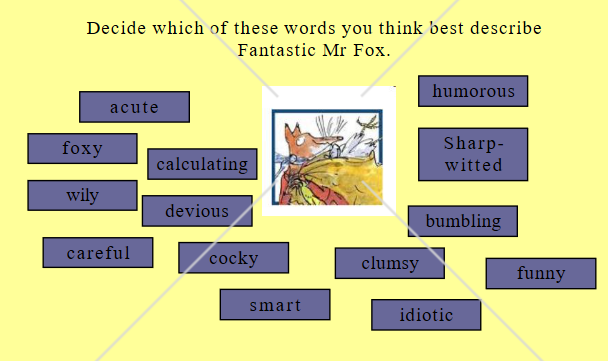 Decide which of these words you think best describe
Fantastic Mr Fox.
humorous
acute
foxy
Sharp-
witted
calculating
wily
devious
bumbling
careful
cocky
clumsy
funny
smart
idiotic